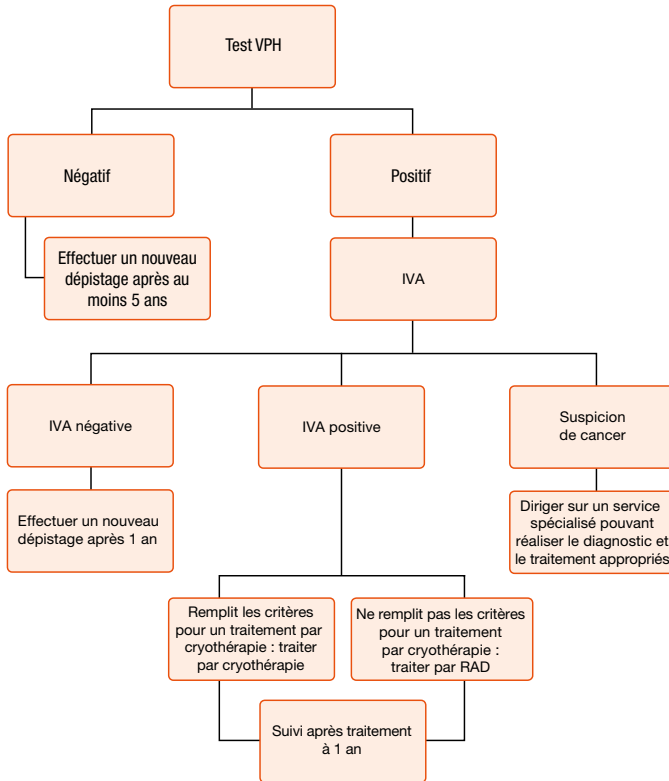 Test VPH
Négatif
Positif
Effectuer un nouveau
dépistage après au
moins 5 ans
IVA
IVA négative
IVA positive
Suspicion
de cancer
Effectuer un nouveau
dépistage après 1 an
Diriger sur un service
spécialisé pouvant
réaliser le diagnostic et
le traitement appropriés
Remplit les critères
pour un traitement par
cryothérapie : traiter
par cryothérapie
Ne remplit pas les critères
pour un traitement
par cryothérapie :
traiter par RAD
Suivi après traitement
à 1 an